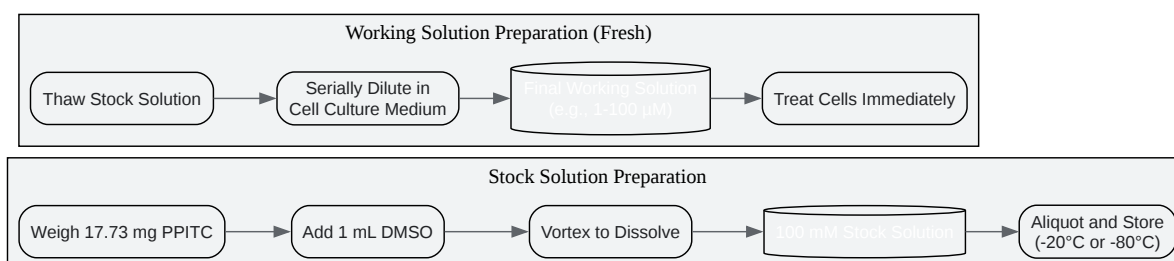 Working Solution Preparation (Fresh)
Thaw Stock Solution
Serially Dilute in
Cell Culture Medium
Final Working Solution
(e.g., 1-100 µM)
Treat Cells Immediately
Stock Solution Preparation
Weigh 17.73 mg PPITC
Add 1 mL DMSO
Vortex to Dissolve
100 mM Stock Solution
Aliquot and Store
(-20°C or -80°C)